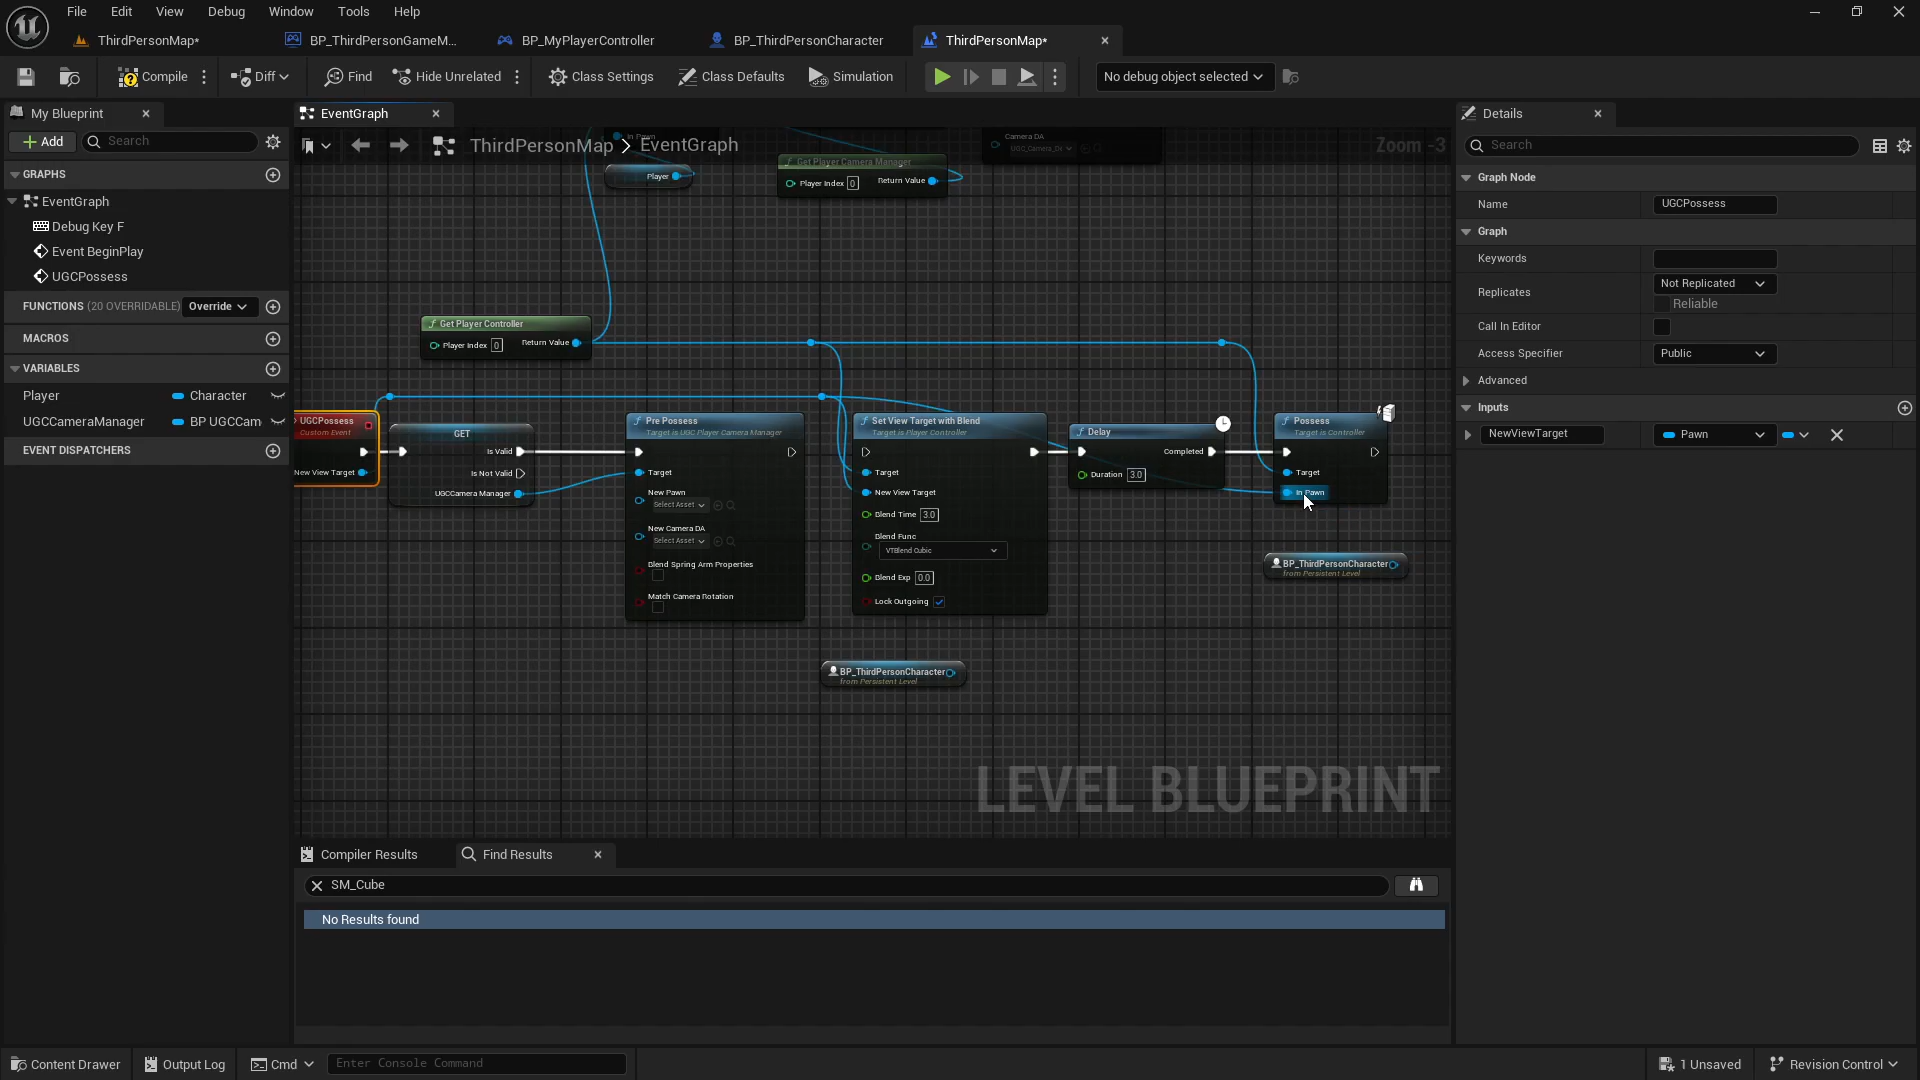 File Edit View Debug Window Tools Help
ThirdPersonMap* BP_ThirdPersonGameM... BP_MyPlayerController BP_ThirdPersonCharacter ThirdPersonMap*
Compile Diff Find Hide Unrelated Class Settings Class Defaults Simulation No debug object selected
My Blueprint
Add Search
GRAPHS
EventGraph
Debug Key F
Event BeginPlay
UGCPossess
FUNCTIONS (20 OVERRIDABLE) Override
MACROS
VARIABLES
Player Character
UGCCameraManager BP UGCCam
EVENT DISPATCHERS
EventGraph
ThirdPersonMap > EventGraph
Zoom -3
In Pawn
Player
Get Player Camera Manager
Player Index 0 Return Value
Camera DA
Get Player Controller
Player Index 0 Return Value
UGCPossess
Custom Event
New View Target
GET
Is Valid
Is Not Valid
UGCCamera Manager
Pre Possess
Target is UGC Player Camera Manager
Target
New Pawn
Select Asset
New Camera DA
Select Asset
Blend Spring Arm Properties
Match Camera Rotation
Set View Target with Blend
Target is Player Controller
Target
New View Target
Blend Time 3.0
Blend Func
VTBlend Cubic
Blend Exp 0.0
Lock Outgoing
Delay
Completed
Duration 3.0
Possess
Target is Controller
Target
In Pawn
BP_ThirdPersonCharacter
from Persistent Level
BP_ThirdPersonCharacter
from Persistent Level
LEVEL BLUEPRINT
Compiler Results Find Results
SM_Cube
No Results found
Details
Search
Graph Node
Name UGCPossess
Graph
Keywords
Replicates Not Replicated
Reliable
Call In Editor
Access Specifier Public
Advanced
Inputs
NewViewTarget Pawn
Content Drawer Output Log Cmd Enter Console Command 1 Unsaved Revision Control